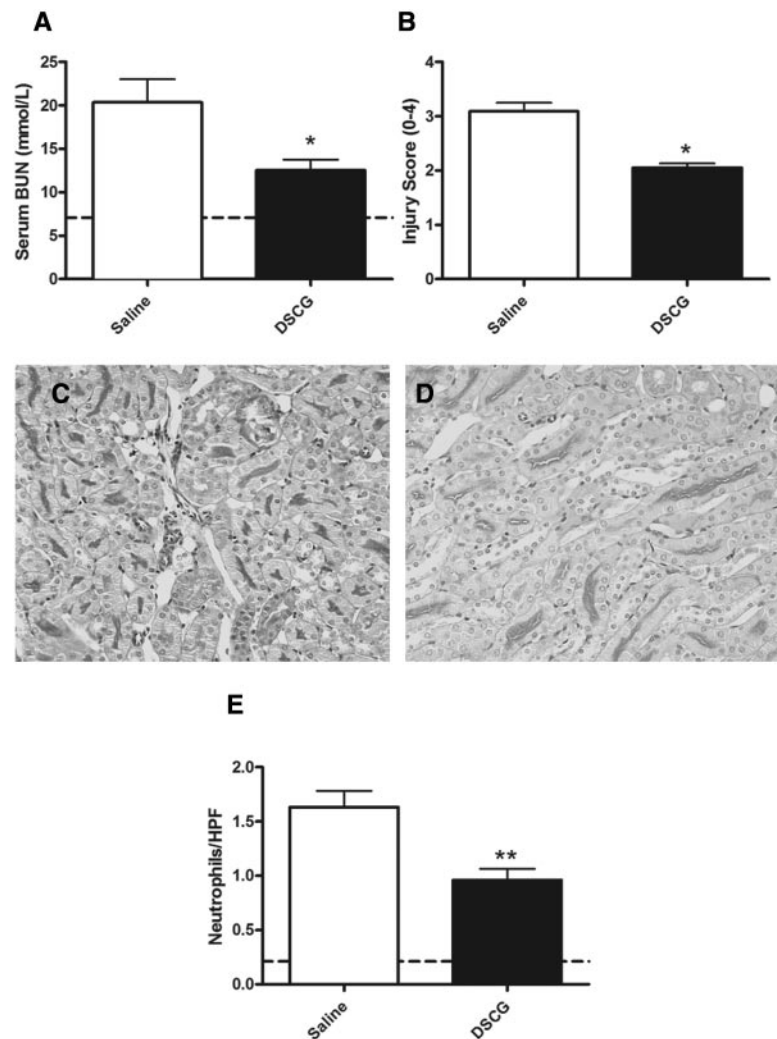 A
B
25
20
15
10
5
0
Serum BUN (mmol/L)
*
Saline
DSCG
4
3
2
1
0
Injury Score (0-4)
*
Saline
DSCG
C
D
E
2.0
1.5
1.0
0.5
0.0
Neutrophils/HPF
**
Saline
DSCG